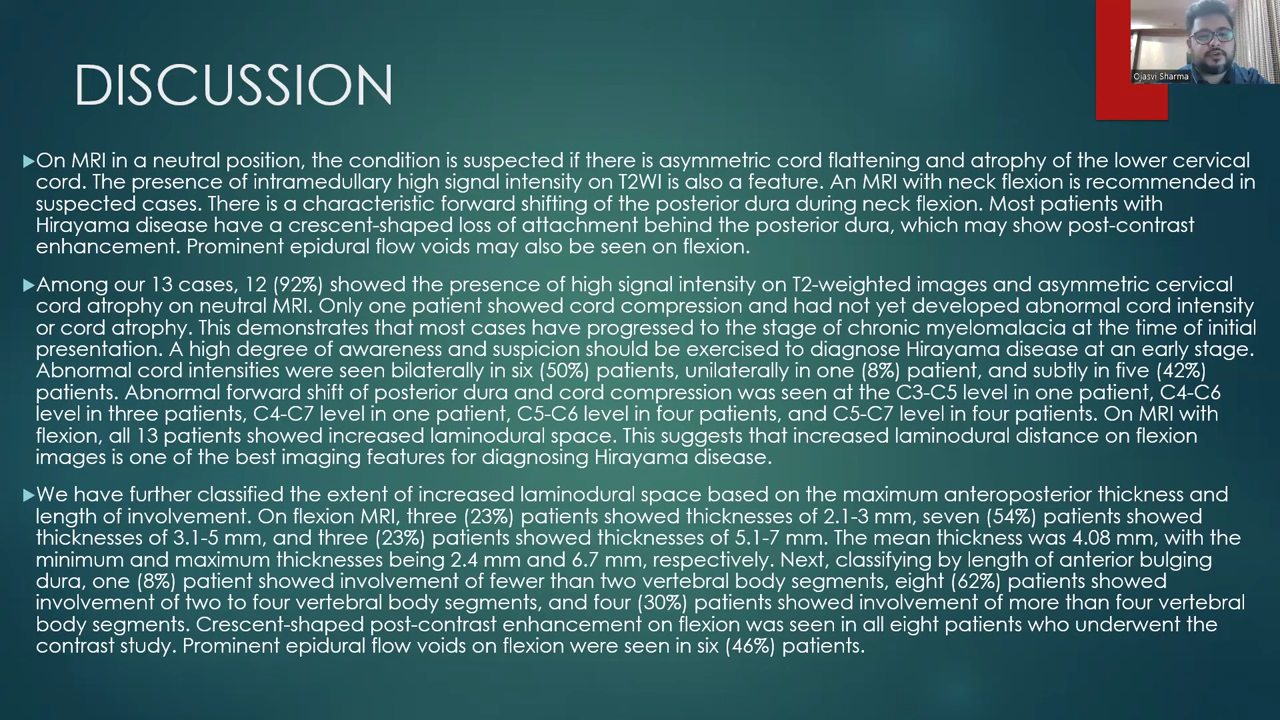 Ojasvi Sharma
DISCUSSION
On MRI in a neutral position, the condition is suspected if there is asymmetric cord flattening and atrophy of the lower cervical
cord. The presence of intramedullary high signal intensity on T2WI is also a feature. An MRI with neck flexion is recommended in
suspected cases. There is a characteristic forward shifting of the posterior dura during neck flexion. Most patients with
Hirayama disease have a crescent-shaped loss of attachment behind the posterior dura, which may show post-contrast
enhancement. Prominent epidural flow voids may also be seen on flexion.
Among our 13 cases, 12 (92%) showed the presence of high signal intensity on T2-weighted images and asymmetric cervical
cord atrophy on neutral MRI. Only one patient showed cord compression and had not yet developed abnormal cord intensity
or cord atrophy. This demonstrates that most cases have progressed to the stage of chronic myelomalacia at the time of initial
presentation. A high degree of awareness and suspicion should be exercised to diagnose Hirayama disease at an early stage.
Abnormal cord intensities were seen bilaterally in six (50%) patients, unilaterally in one (8%) patient, and subtly in five (42%)
patients. Abnormal forward shift of posterior dura and cord compression was seen at the C3-C5 level in one patient, C4-C6
level in three patients, C4-C7 level in one patient, C5-C6 level in four patients, and C5-C7 level in four patients. On MRI with
flexion, all 13 patients showed increased laminodural space. This suggests that increased laminodural distance on flexion
images is one of the best imaging features for diagnosing Hirayama disease.
We have further classified the extent of increased laminodural space based on the maximum anteroposterior thickness and
length of involvement. On flexion MRI, three (23%) patients showed thicknesses of 2.1-3 mm, seven (54%) patients showed
thicknesses of 3.1-5 mm, and three (23%) patients showed thicknesses of 5.1-7 mm. The mean thickness was 4.08 mm, with the
minimum and maximum thicknesses being 2.4 mm and 6.7 mm, respectively. Next, classifying by length of anterior bulging
dura, one (8%) patient showed involvement of fewer than two vertebral body segments, eight (62%) patients showed
involvement of two to four vertebral body segments, and four (30%) patients showed involvement of more than four vertebral
body segments. Crescent-shaped post-contrast enhancement on flexion was seen in all eight patients who underwent the
contrast study. Prominent epidural flow voids on flexion were seen in six (46%) patients.